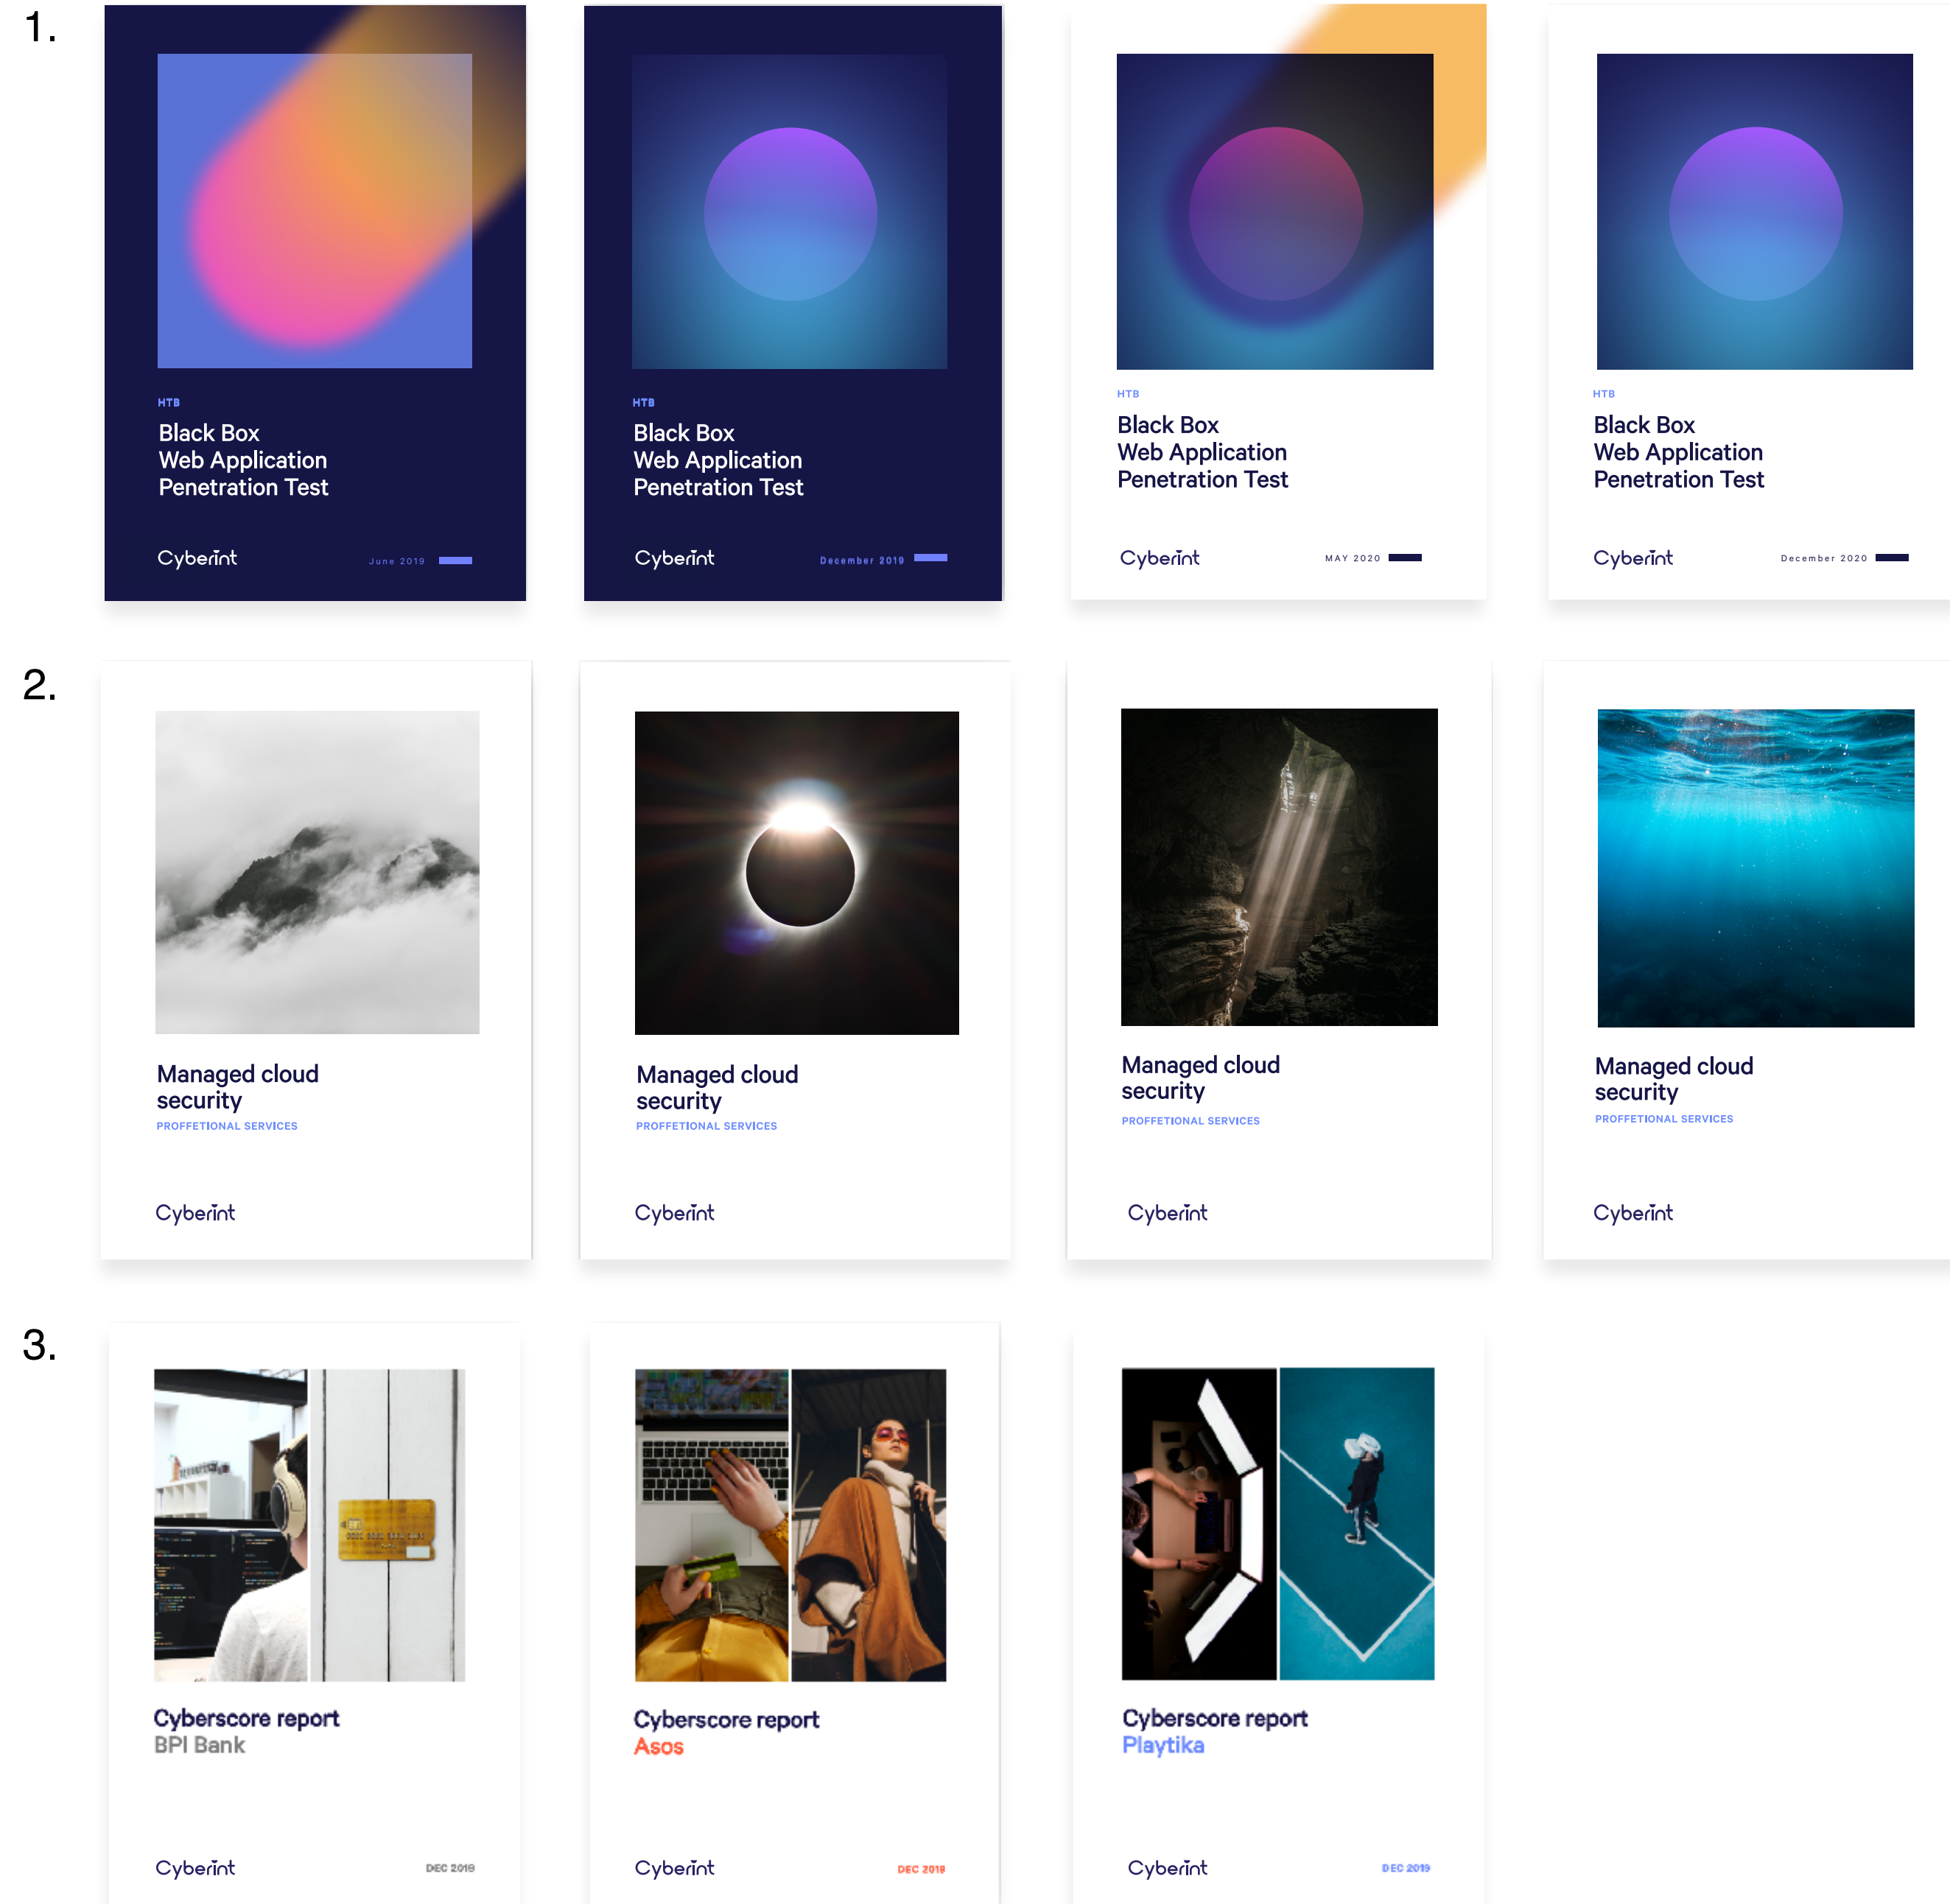 1.
HTB
Black Box
Web Application
Penetration Test
Cyberint
June 2019
HTB
Black Box
Web Application
Penetration Test
Cyberint
December 2019
HTB
Black Box
Web Application
Penetration Test
Cyberint
MAY 2020
HTB
Black Box
Web Application
Penetration Test
Cyberint
December 2020
2.
Managed cloud
security
PROFFETIONAL SERVICES
Cyberint
Managed cloud
security
PROFFETIONAL SERVICES
Cyberint
Managed cloud
security
PROFFETIONAL SERVICES
Cyberint
Managed cloud
security
PROFFETIONAL SERVICES
Cyberint
3.
Cyberscore report
BPI Bank
Cyberint
DEC 2019
Cyberscore report
Asos
Cyberint
DEC 2019
Cyberscore report
Playtika
Cyberint
DEC 2019